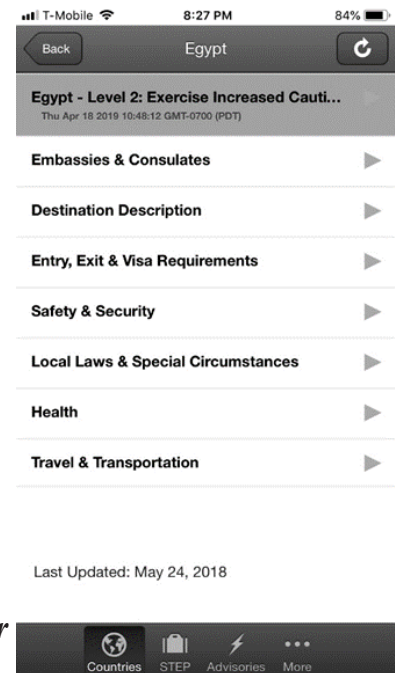 T-Mobile 8:27 PM 84%
Back Egypt
Egypt - Level 2: Exercise Increased Cauti...
Thu Apr 18 2019 10:48:12 GMT-0700 (PDT)
Embassies & Consulates
Destination Description
Entry, Exit & Visa Requirements
Safety & Security
Local Laws & Special Circumstances
Health
Travel & Transportation
Last Updated: May 24, 2018
r
Countries STEP Advisories More